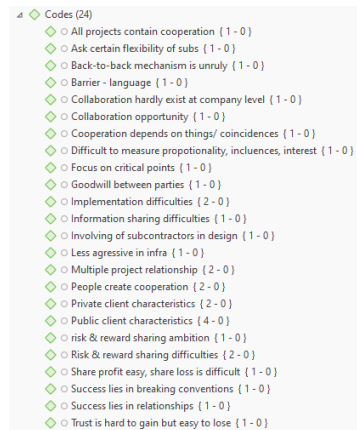 Codes (24)
All projects contain cooperation { 1 - 0 }
Ask certain flexibility of subs { 1 - 0 }
Back-to-back mechanism is unruly { 1 - 0 }
Barrier - language { 1 - 0 }
Collaboration hardly exist at company level { 1 - 0 }
Collaboration opportunity { 1 - 0 }
Cooperation depends on things/ coincidences { 1 - 0 }
Difficult to measure propotionality, incluences, interest { 1 - 0 }
Focus on critical points { 1 - 0 }
Goodwill between parties { 1 - 0 }
Implementation difficulties { 2 - 0 }
Information sharing difficulties { 1 - 0 }
Involving of subcontractors in design { 1 - 0 }
Less agressive in infra { 1 - 0 }
Multiple project relationship { 2 - 0 }
People create cooperation { 2 - 0 }
Private client characteristics { 2 - 0 }
Public client characteristics { 4 - 0 }
risk & reward sharing ambition { 1 - 0 }
Risk & reward sharing difficulties { 2 - 0 }
Share profit easy, share loss is difficult { 1 - 0 }
Success lies in breaking conventions { 1 - 0 }
Success lies in relationships { 1 - 0 }
Trust is hard to gain but easy to lose { 1 - 0 }